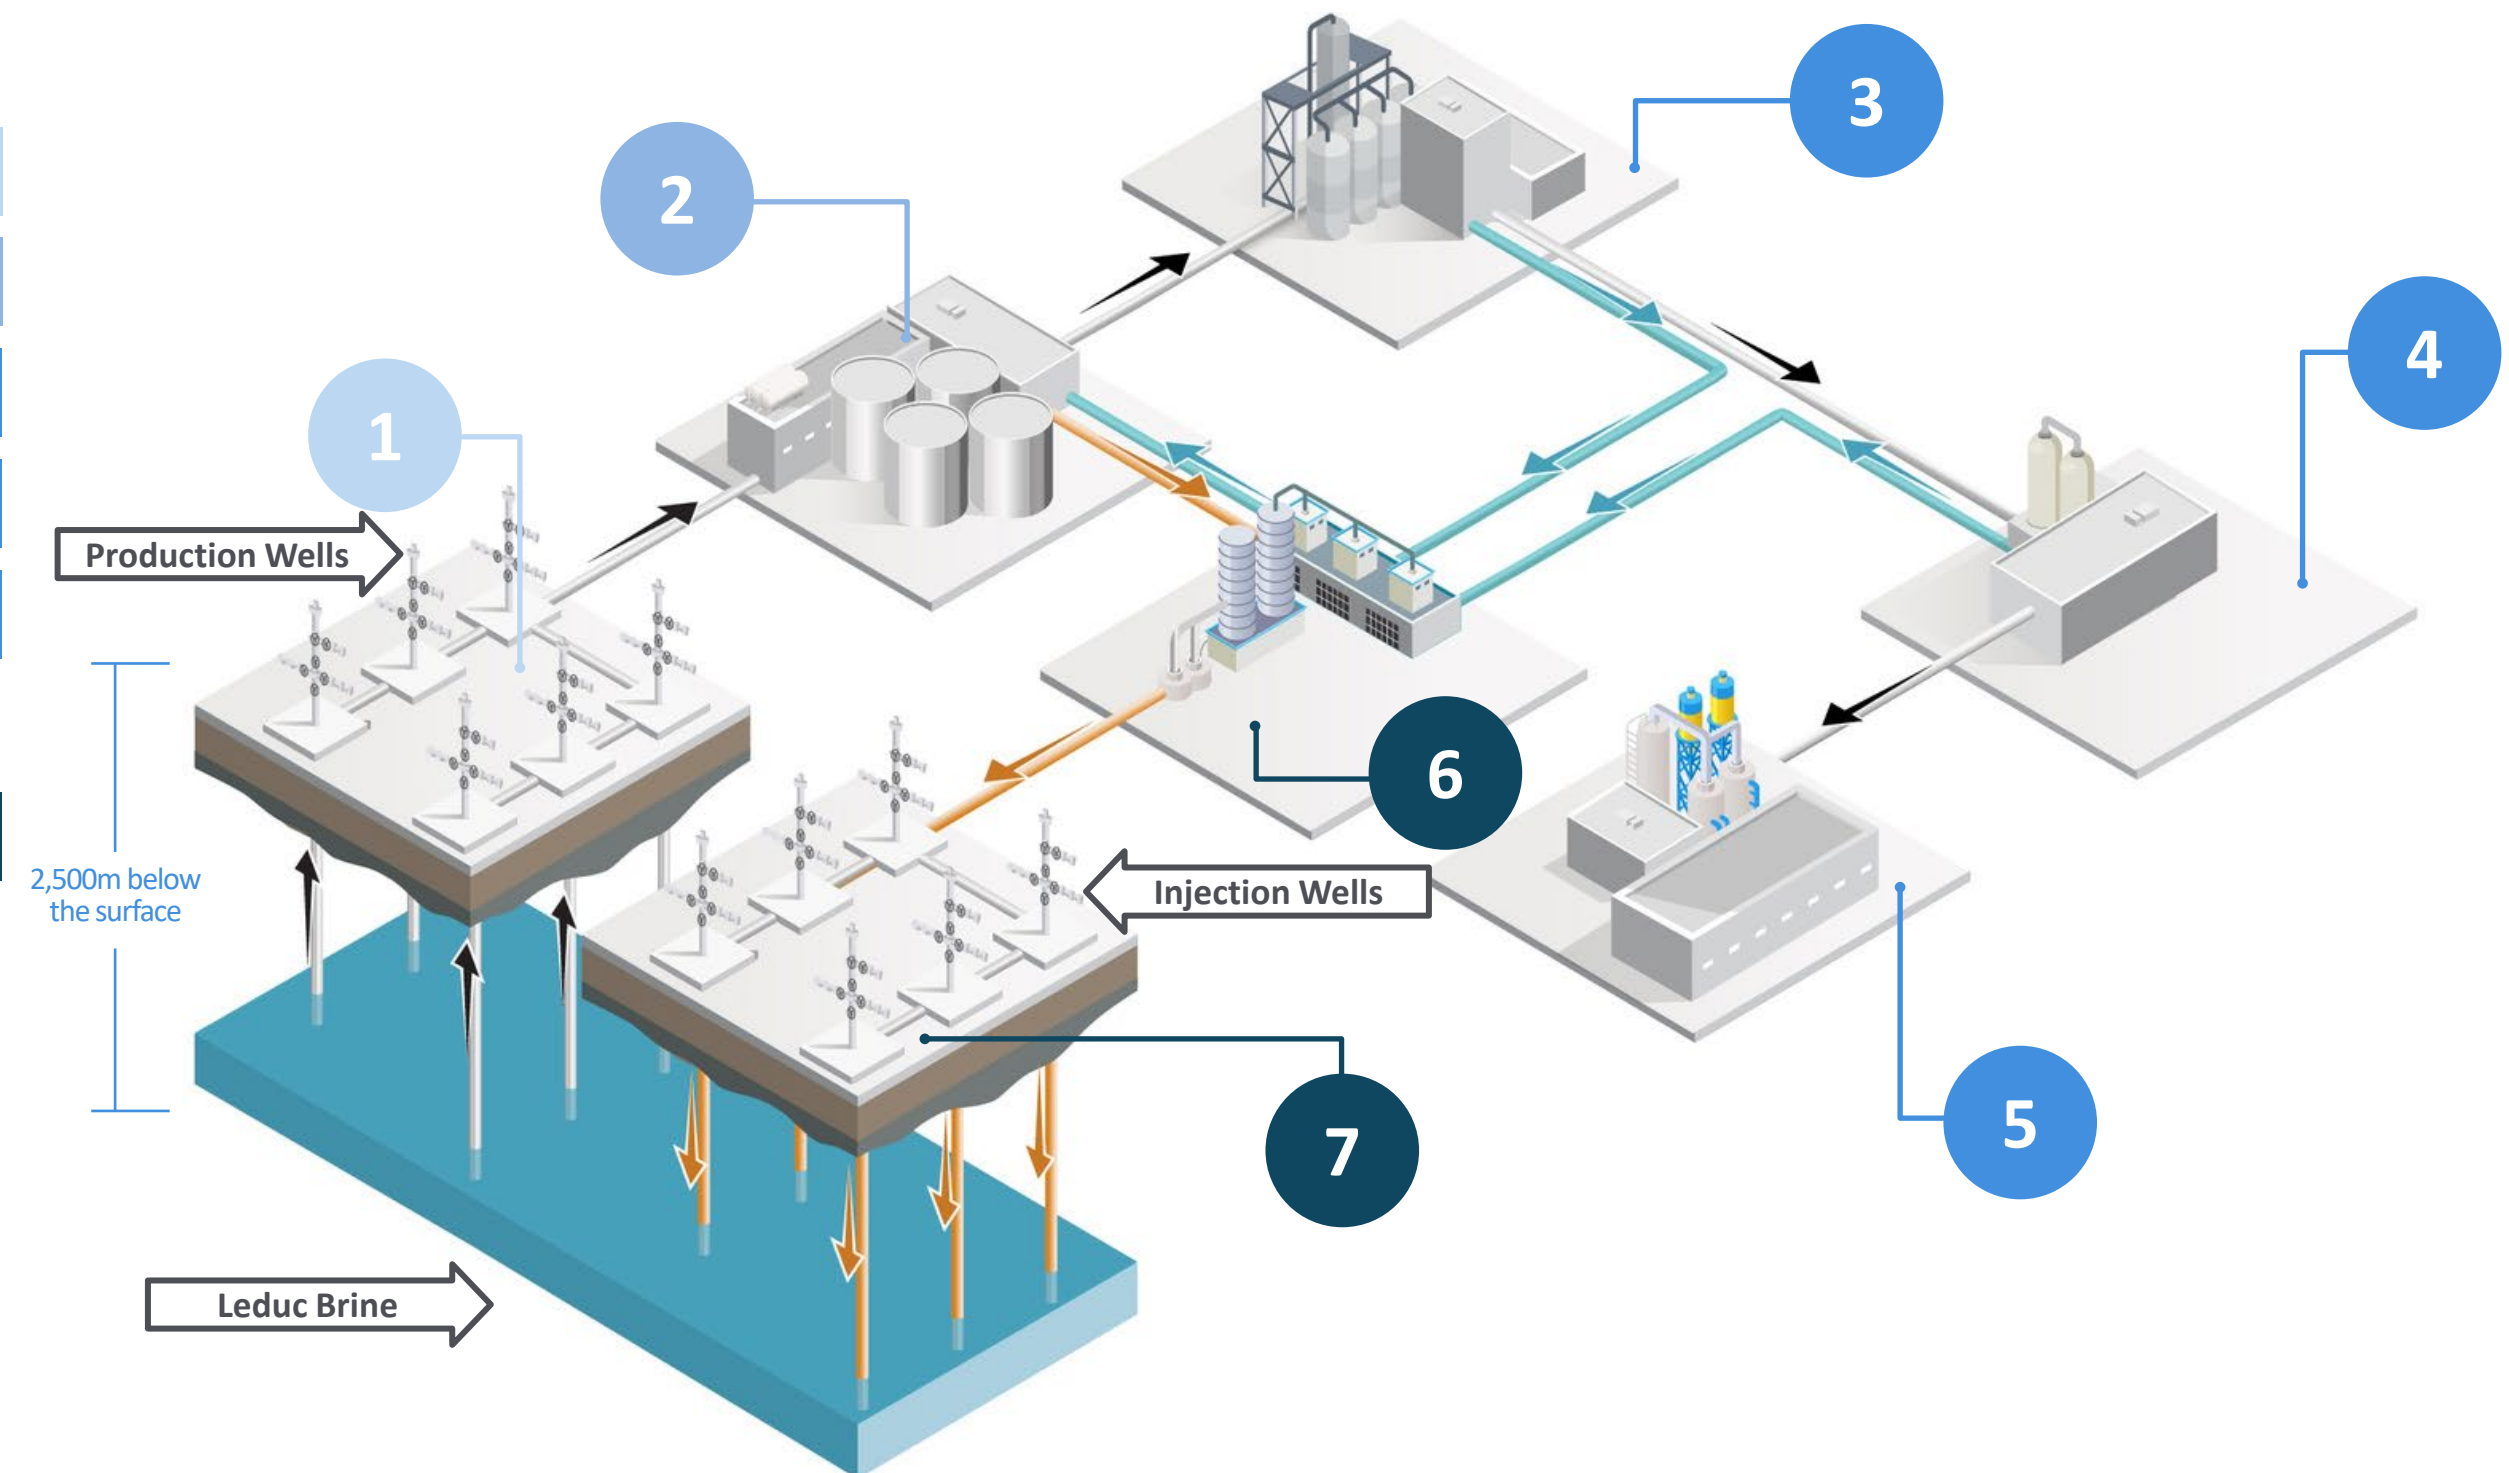 3
2
4
1
Production Wells
6
2,500m below
the surface
Injection Wells
5
7
Leduc Brine